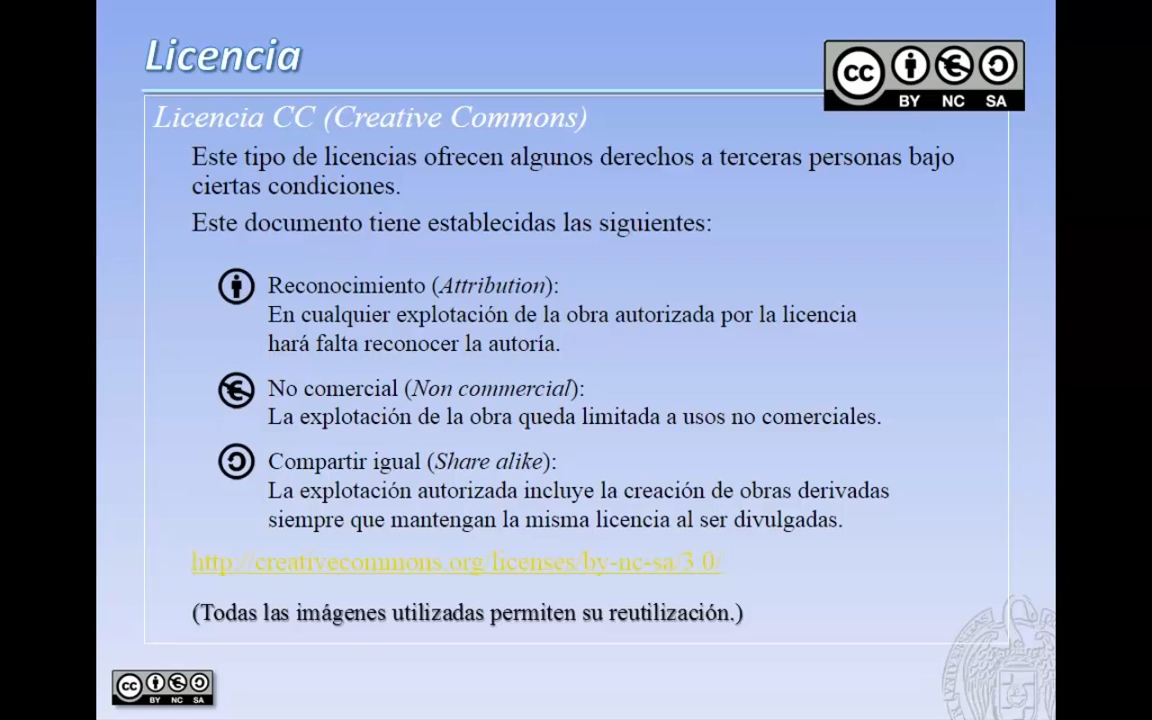 Licencia
BY NC SA
Licencia CC (Creative Commons)
Este tipo de licencias ofrecen algunos derechos a terceras personas bajo
ciertas condiciones.
Este documento tiene establecidas las siguientes:
Reconocimiento (Attribution):
En cualquier explotación de la obra autorizada por la licencia
hará falta reconocer la autoría.
No comercial (Non commercial):
La explotación de la obra queda limitada a usos no comerciales.
Compartir igual (Share alike):
La explotación autorizada incluye la creación de obras derivadas
siempre que mantengan la misma licencia al ser divulgadas.
http://creativecommons.org/licenses/by-nc-sa/3.0/
(Todas las imágenes utilizadas permiten su reutilización.)
BY NC SA